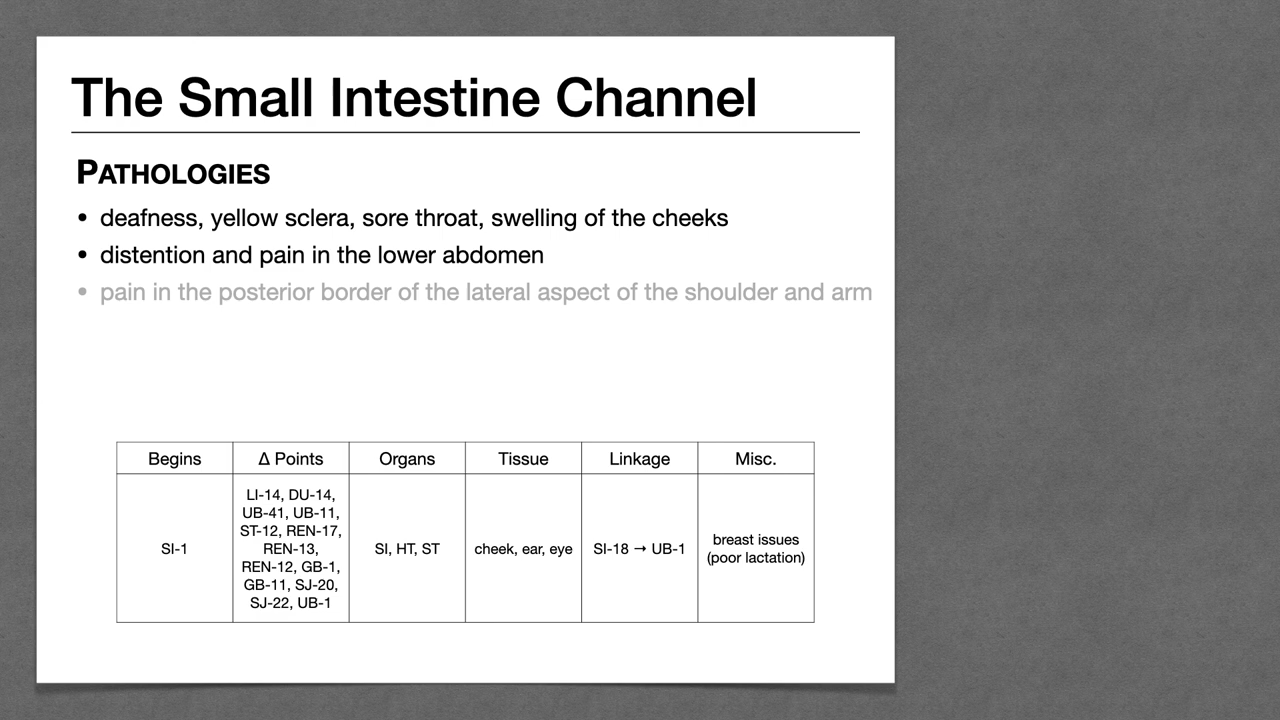 The Small Intestine Channel
PATHOLOGIES
• deafness, yellow sclera, sore throat, swelling of the cheeks
• distention and pain in the lower abdomen
• pain in the posterior border of the lateral aspect of the shoulder and arm
Begins
Δ Points
Organs
Tissue
Linkage
Misc.
SI-1
LI-14, DU-14,
UB-41, UB-11,
ST-12, REN-17,
REN-13,
REN-12, GB-1,
GB-11, SJ-20,
SJ-22, UB-1
SI, HT, ST
cheek, ear, eye
SI-18 → UB-1
breast issues
(poor lactation)